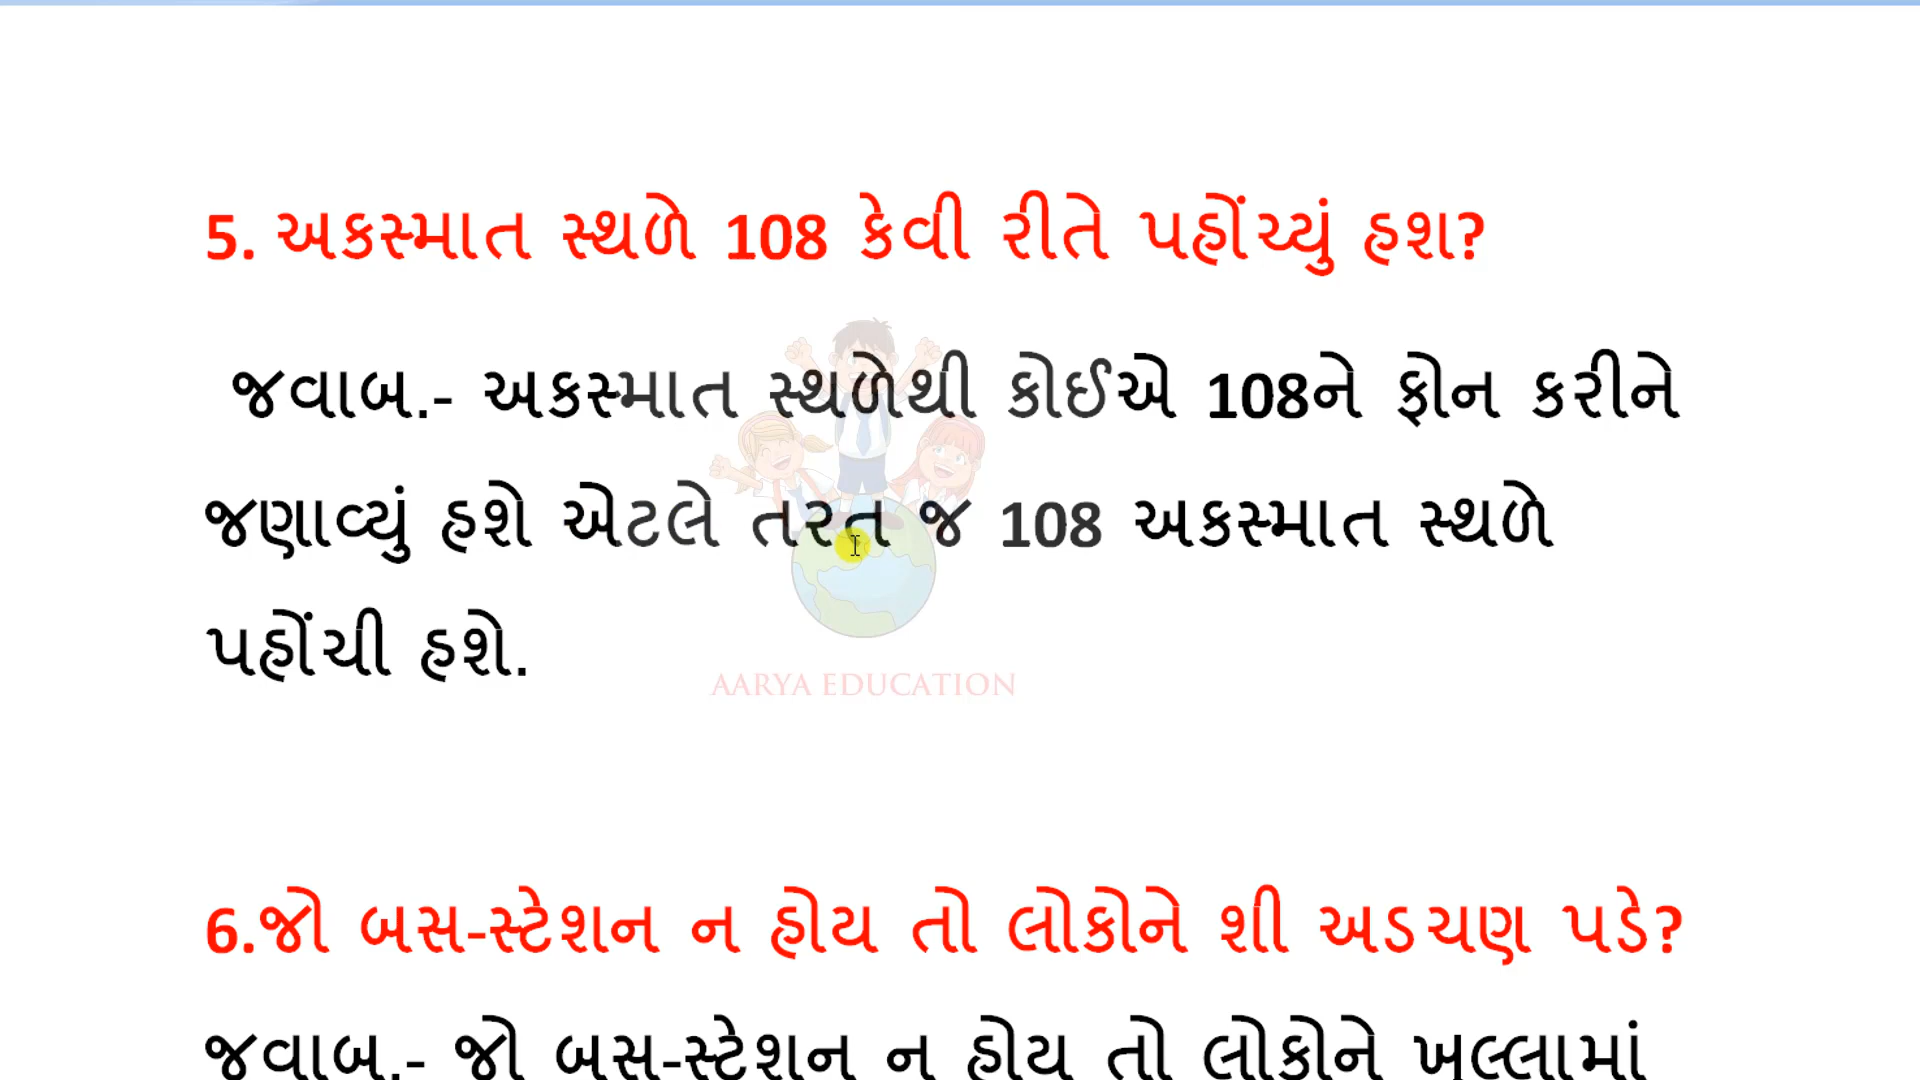 5. અકસ્માત સ્થળે 108 કેવી રીતે પહોંચ્યું હશ?
જવાબ.- અકસ્માત સ્થળેથી કોઈએ 108ને ફોન કરીને
જણાવ્યું હશે એટલે તરત જ 108 અકસ્માત સ્થળે
પહોંચી હશે.
AARYA EDUCATION
6.જો બસ-સ્ટેશન ન હોય તો લોકોને શી અડચણ પડે?
જવાબ.- જો બસ-સ્ટેશન ન હોય તો લોકોને ખુલ્લામાં